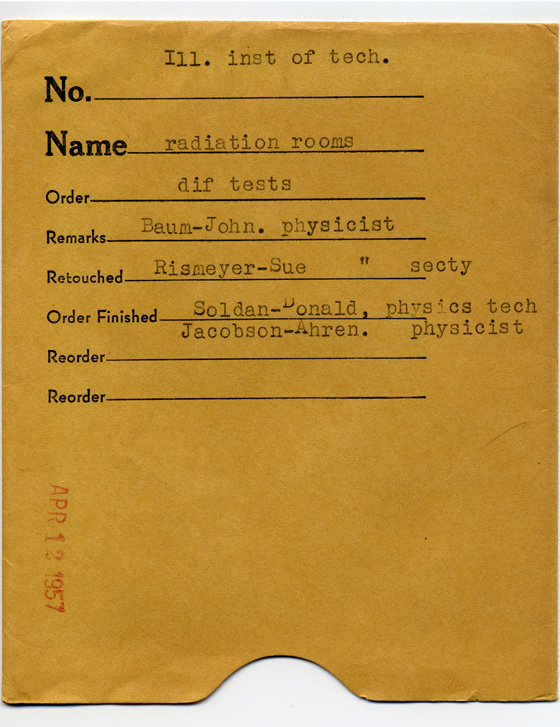 Ill. inst of tech.
No.
Name radiation rooms
Order dif tests
Remarks Baum-John. physicist
Retouched Rismeyer-Sue " secty
Order Finished Soldan-Donald, physics tech
Jacobson-Ahren. physicist
Reorder
Reorder
APR 12 1957